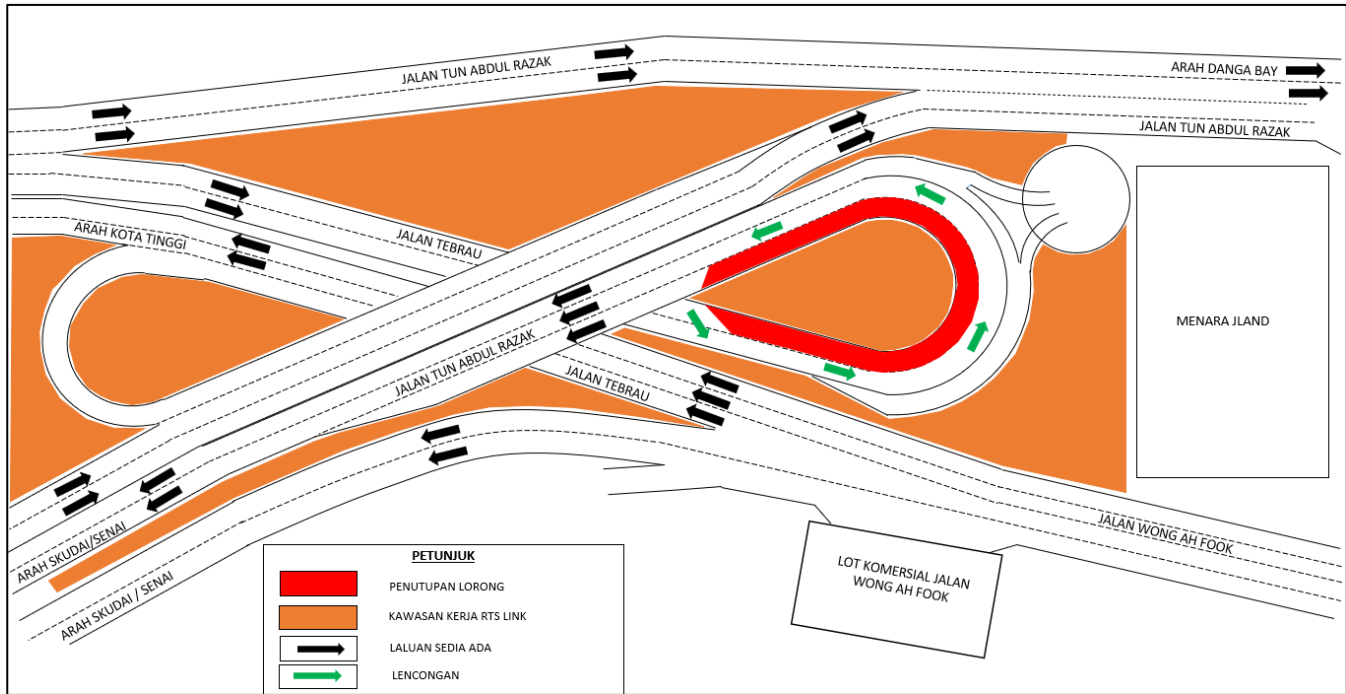 JALAN TUN ABDUL RAZAK
ARAH DANGA BAY
JALAN TUN ABDUL RAZAK
JALAN TEBRAU
ARAH KOTA TINGGI
MENARA JLAND
JALAN TUN ABDUL RAZAK
JALAN TEBRAU
JALAN WONG AH FOOK
ARAH SKUDAI/SENAI
ARAH SKUDAI / SENAI
LOT KOMERSIAL JALAN
WONG AH FOOK
PETUNJUK
PENUTUPAN LORONG
KAWASAN KERJA RTS LINK
LALUAN SEDIA ADA
LENCONGAN